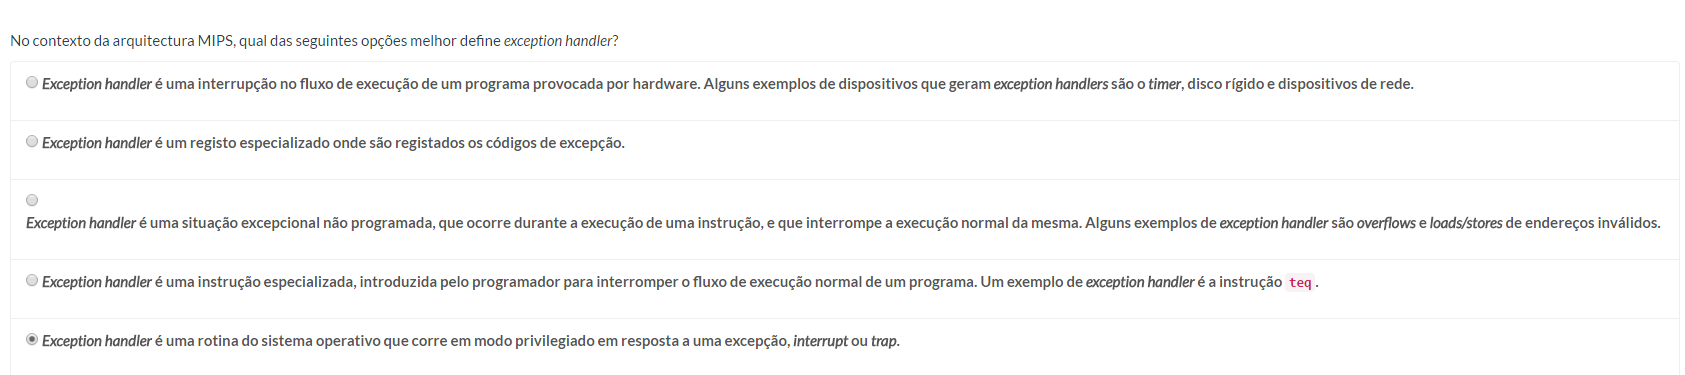 No contexto da arquitectura MIPS, qual das seguintes opções melhor define exception handler?
Exception handler é uma interrupção no fluxo de execução de um programa provocada por hardware. Alguns exemplos de dispositivos que geram exception handlers são o timer, disco rígido e dispositivos de rede.
Exception handler é um registo especializado onde são registados os códigos de excepção.
Exception handler é uma situação excepcional não programada, que ocorre durante a execução de uma instrução, e que interrompe a execução normal da mesma. Alguns exemplos de exception handler são overflows e loads/stores de endereços inválidos.
Exception handler é uma instrução especializada, introduzida pelo programador para interromper o fluxo de execução normal de um programa. Um exemplo de exception handler é a instrução teq.
Exception handler é uma rotina do sistema operativo que corre em modo privilegiado em resposta a uma excepção, interrupt ou trap.